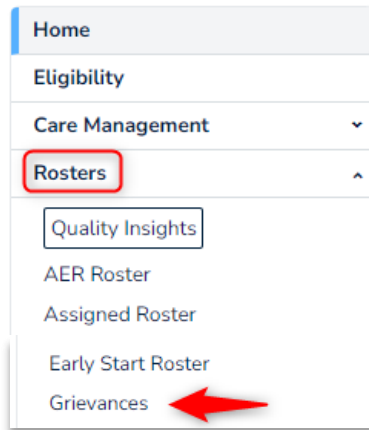 Home
Eligibility
Care Management
Rosters
Quality Insights
AER Roster
Assigned Roster
Early Start Roster
Grievances